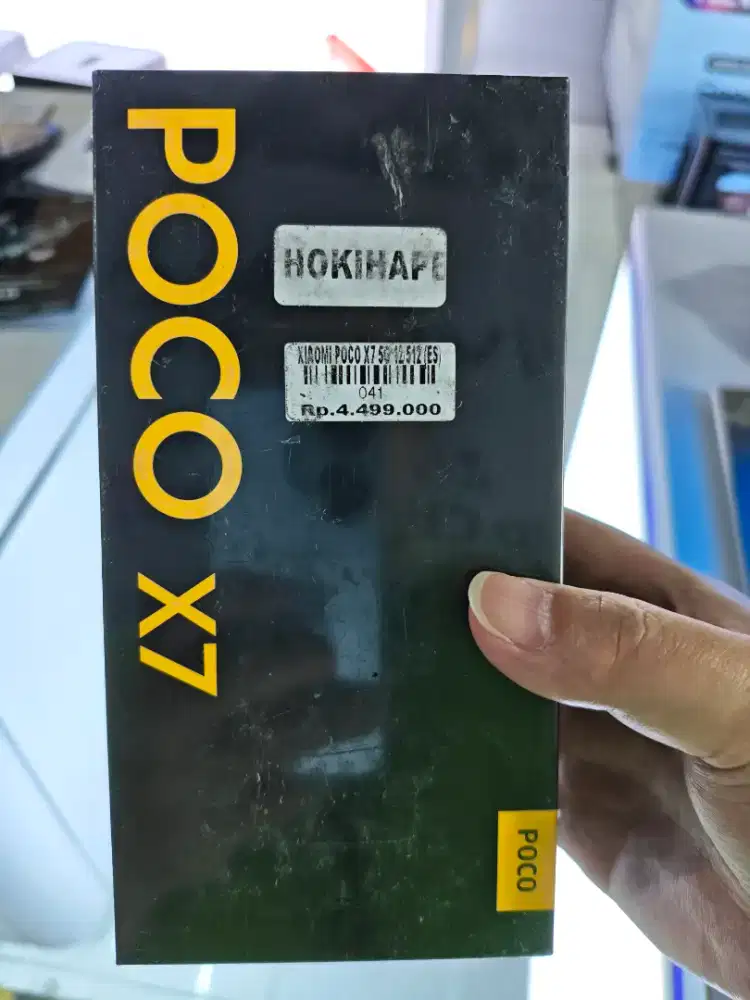 POCO X7
HOKIHAPE
XIAOMI POCO X7 5G 12.512 (ES)
041
Rp.4.499.000
POCO